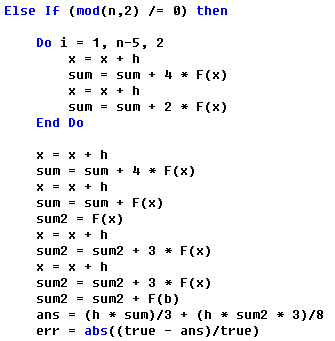 Else If (mod(n,2) /= 0) then
Do i = 1, n-5, 2
x = x + h
sum = sum + 4 * F(x)
x = x + h
sum = sum + 2 * F(x)
End Do
x = x + h
sum = sum + 4 * F(x)
x = x + h
sum = sum + F(x)
sum2 = F(x)
x = x + h
sum2 = sum2 + 3 * F(x)
x = x + h
sum2 = sum2 + 3 * F(x)
sum2 = sum2 + F(b)
ans = (h * sum)/3 + (h * sum2 * 3)/8
err = abs((true - ans)/true)